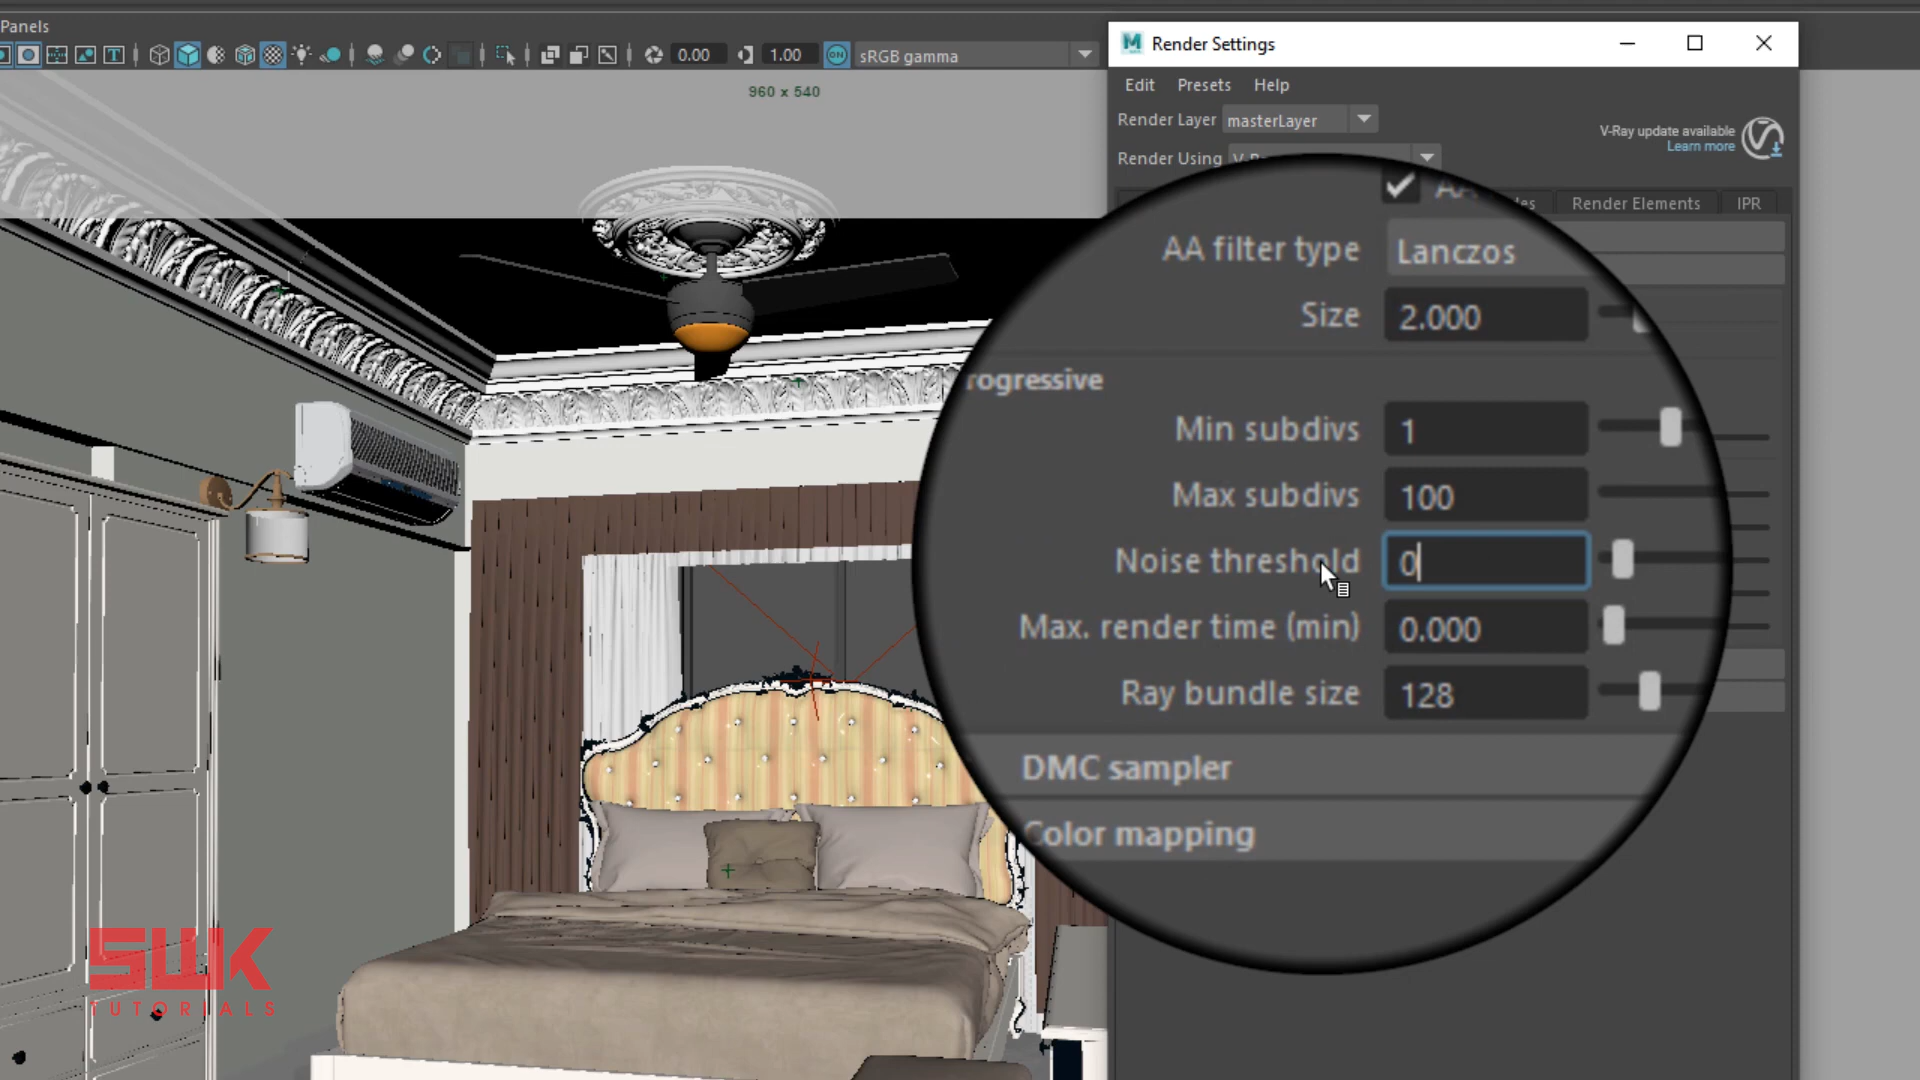 Panels
0.00
1.00
ON
sRGB gamma
960 x 540
Render Settings
Edit Presets Help
Render Layer masterLayer
Render Using
V-Ray update available
Learn more
Render Elements
IPR
AA filter type Lanczos
Size 2.000
rogressive
Min subdivs 1
Max subdivs 100
Noise threshold 0
Max. render time (min) 0.000
Ray bundle size 128
DMC sampler
Color mapping
SWK
TUTORIALS